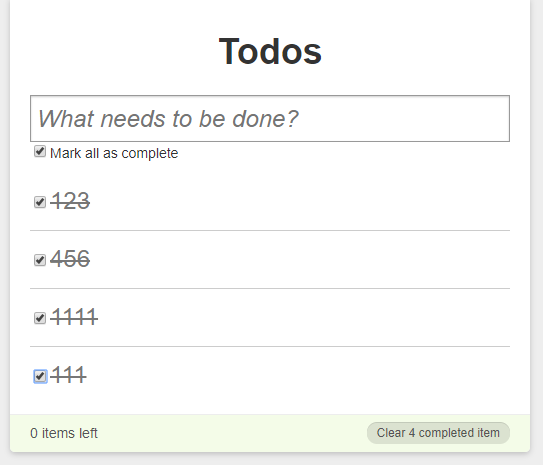 Todos
What needs to be done?
Mark all as complete
123
456
1111
111
0 items left
Clear 4 completed item